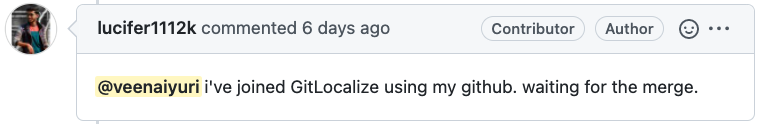 lucifer1112k commented 6 days ago Contributor Author
@veenaiyuri i've joined GitLocalize using my github. waiting for the merge.